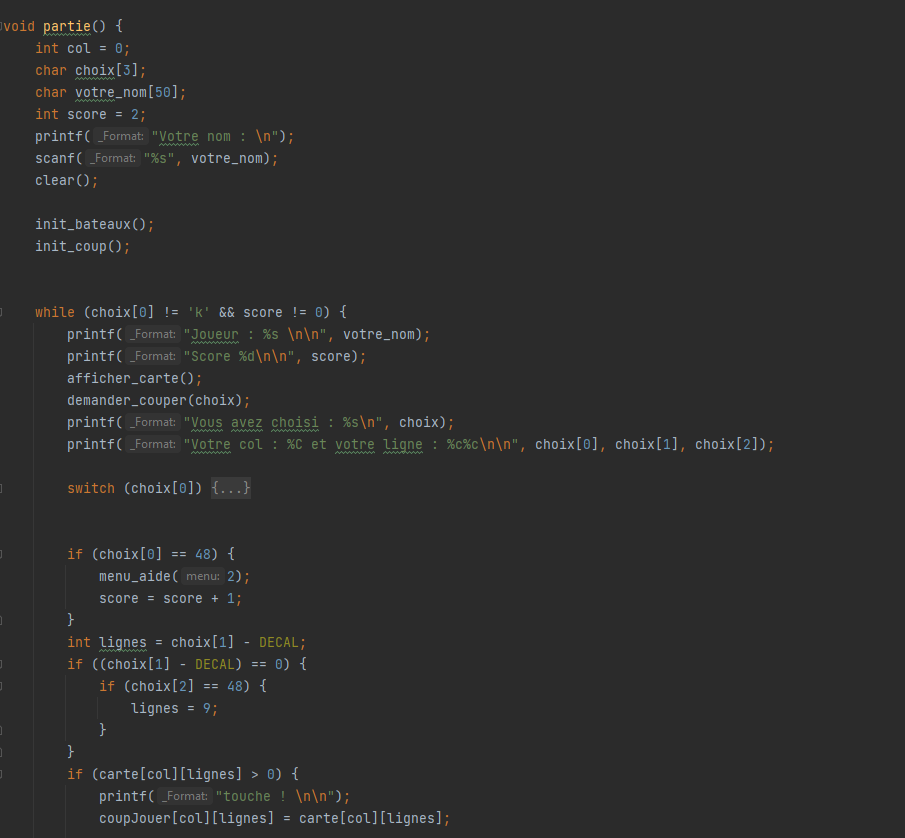 void partie() {
int col = 0;
char choix[3];
char votre_nom[50];
int score = 2;
printf( _Format: "Votre nom : \n");
scanf( _Format: "%s", votre_nom);
clear();
init_bateaux();
init_coup();
while (choix[0] != 'k' && score != 0) {
printf( _Format: "Joueur : %s \n\n", votre_nom);
printf( _Format: "Score %d\n\n", score);
afficher_carte();
demander_couper(choix);
printf( _Format: "Vous avez choisi : %s\n", choix);
printf( _Format: "Votre col : %C et votre ligne : %c%c\n\n", choix[0], choix[1], choix[2]);
switch (choix[0]) {...}
if (choix[0] == 48) {
menu_aide( menu: 2);
score = score + 1;
}
int lignes = choix[1] - DECAL;
if ((choix[1] - DECAL) == 0) {
if (choix[2] == 48) {
lignes = 9;
}
}
if (carte[col][lignes] > 0) {
printf( _Format: "touche ! \n\n");
coupJouer[col][lignes] = carte[col][lignes];